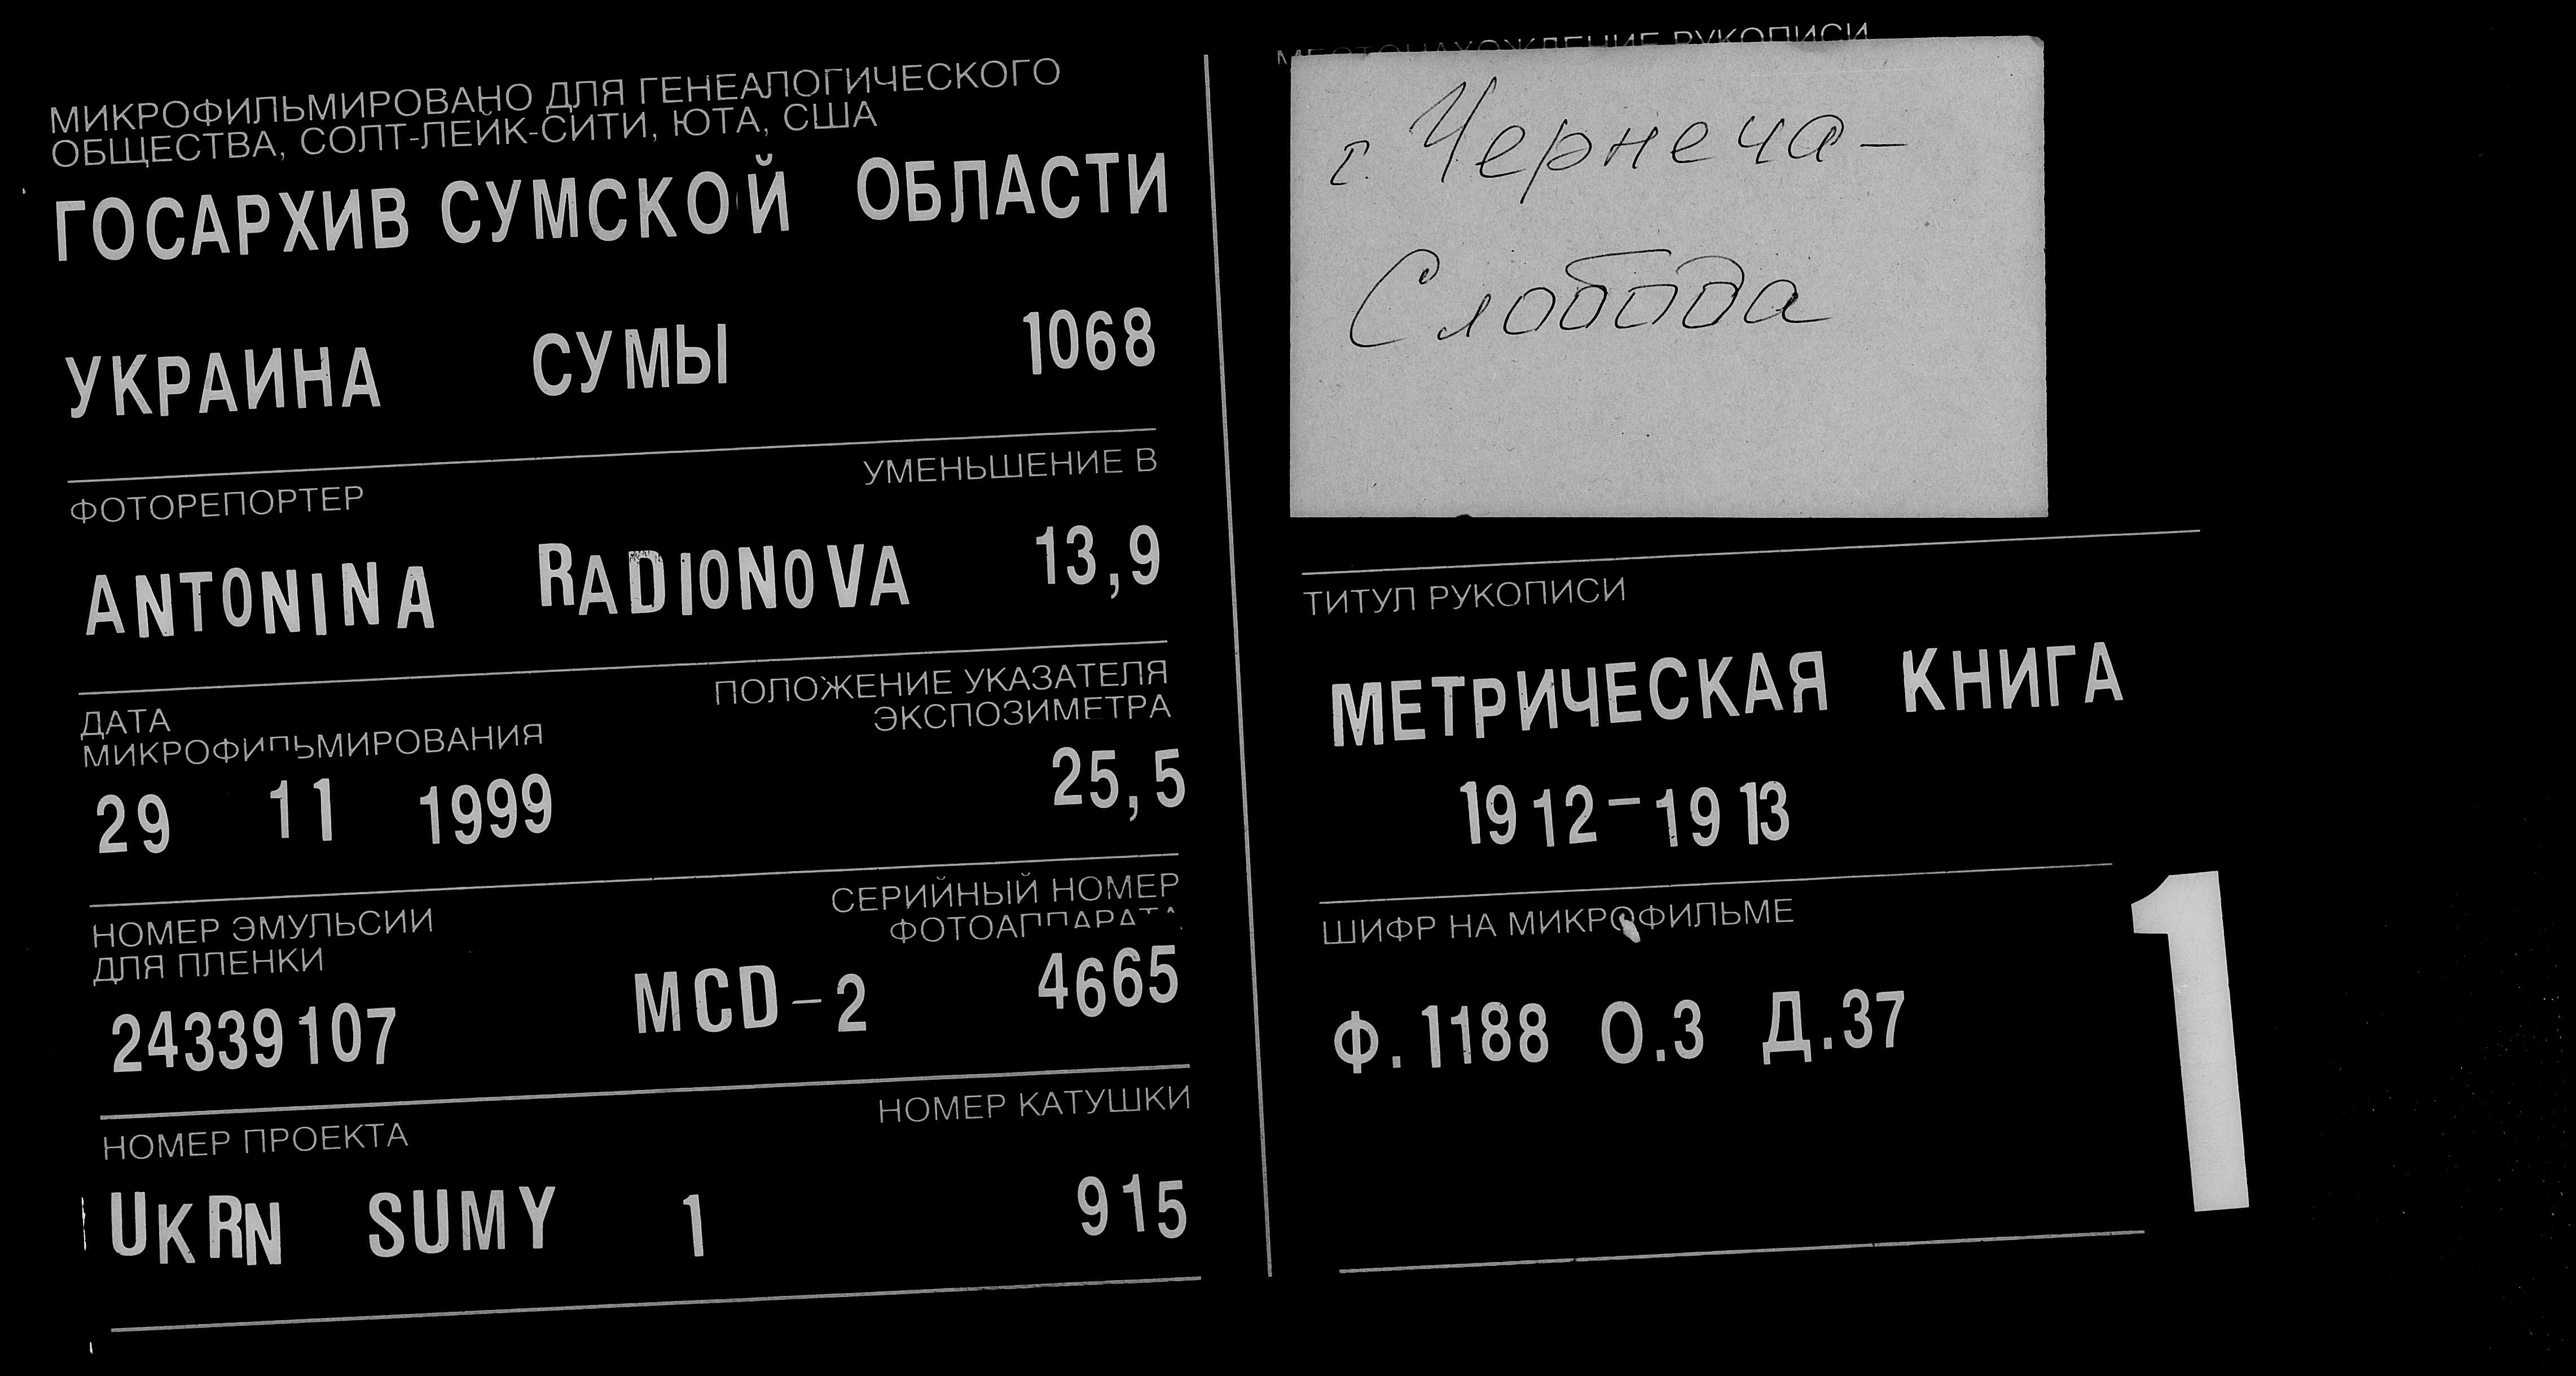 МИКРОФИЛЬМИРОВАНО ДЛЯ ГЕНЕАЛОГИЧЕСКОГО
ОБЩЕСТВА, СОЛТ-ЛЕЙК-СИТИ, ЮТА, США
ГОСАРХИВ СУМСКОЙ ОБЛАСТИ
УКРАИНА СУМЫ 1068
УМЕНЬШЕНИЕ В
ФОТОРЕПОРТЕР
ANTONINA RADIONOVA 13,9
ПОЛОЖЕНИЕ УКАЗАТЕЛЯ
ЭКСПОЗИМЕТРА
ДАТА
МИКРОФИЛЬМИРОВАНИЯ
29 11 1999 25,5
СЕРИЙНЫЙ НОМЕР
ФОТОАППАРАТА
НОМЕР ЭМУЛЬСИИ
ДЛЯ ПЛЕНКИ
24339107 MCD-2 4665
НОМЕР КАТУШКИ
НОМЕР ПРОЕКТА
UKRN SUMY 1 915
МЕСТОНАХОЖДЕНИЕ РУКОПИСИ
г. Чернеча-
Слобода
ТИТУЛ РУКОПИСИ
МЕТРИЧЕСКАЯ КНИГА
1912-1913
ШИФР НА МИКРОФИЛЬМЕ
Ф.1188 О.3 Д.37
1